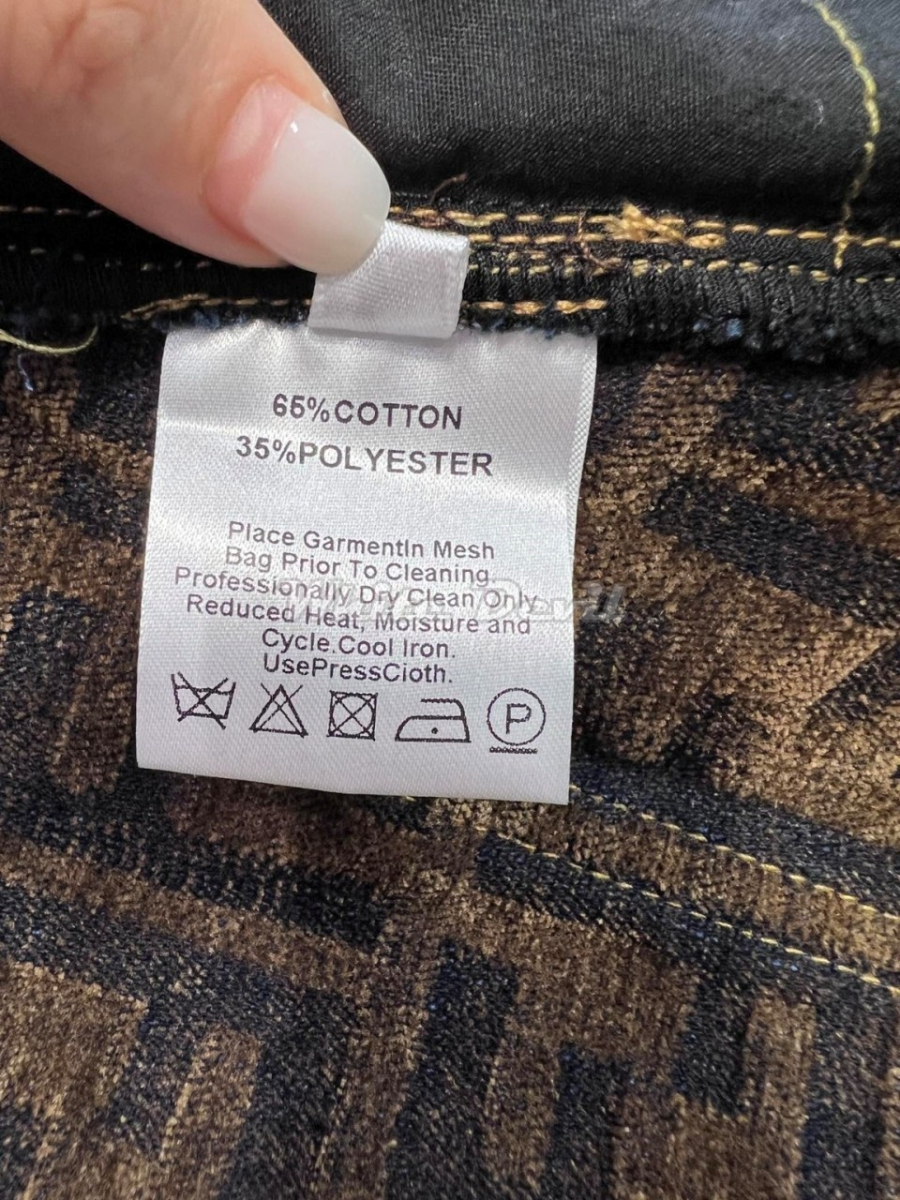 65%COTTON
35%POLYESTER
Place GarmentIn Mesh
Bag Prior To Cleaning.
Professionally Dry Clean Only
Reduced Heat, Moisture and
Cycle.Cool Iron.
UsePressCioth.
P